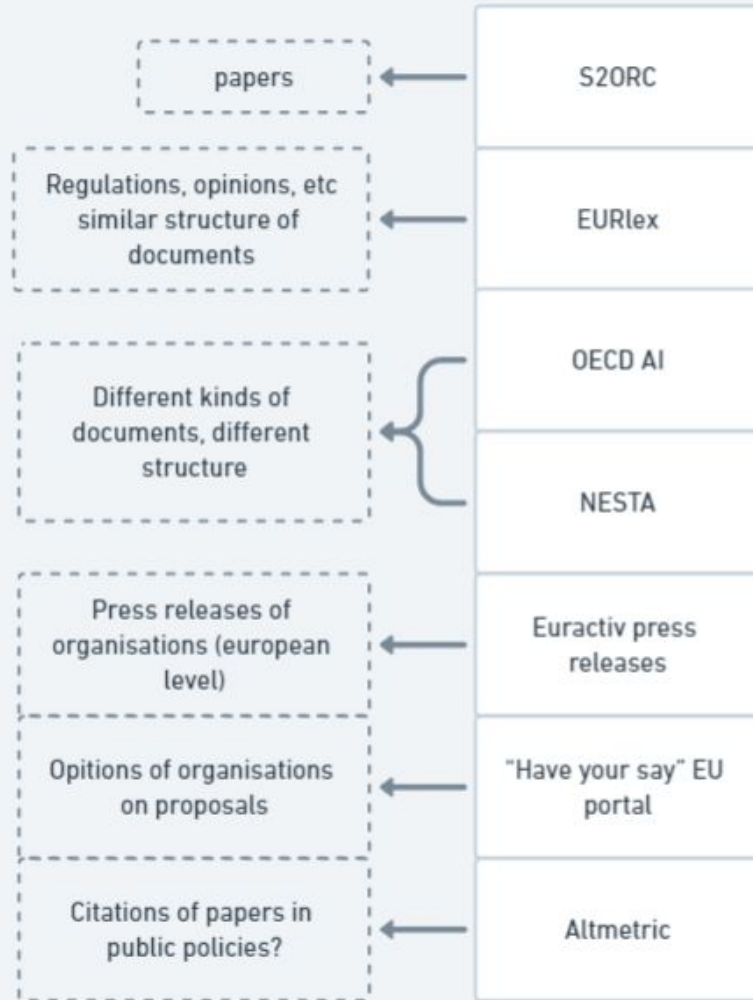 papers
S2ORC
Regulations, opinions, etc
similar structure of
documents
EURlex
Different kinds of
documents, different
structure
OECD AI
NESTA
Press releases of
organisations (european
level)
Euractiv press
releases
Opitions of organisations
on proposals
"Have your say" EU
portal
Citations of papers in
public policies?
Altmetric